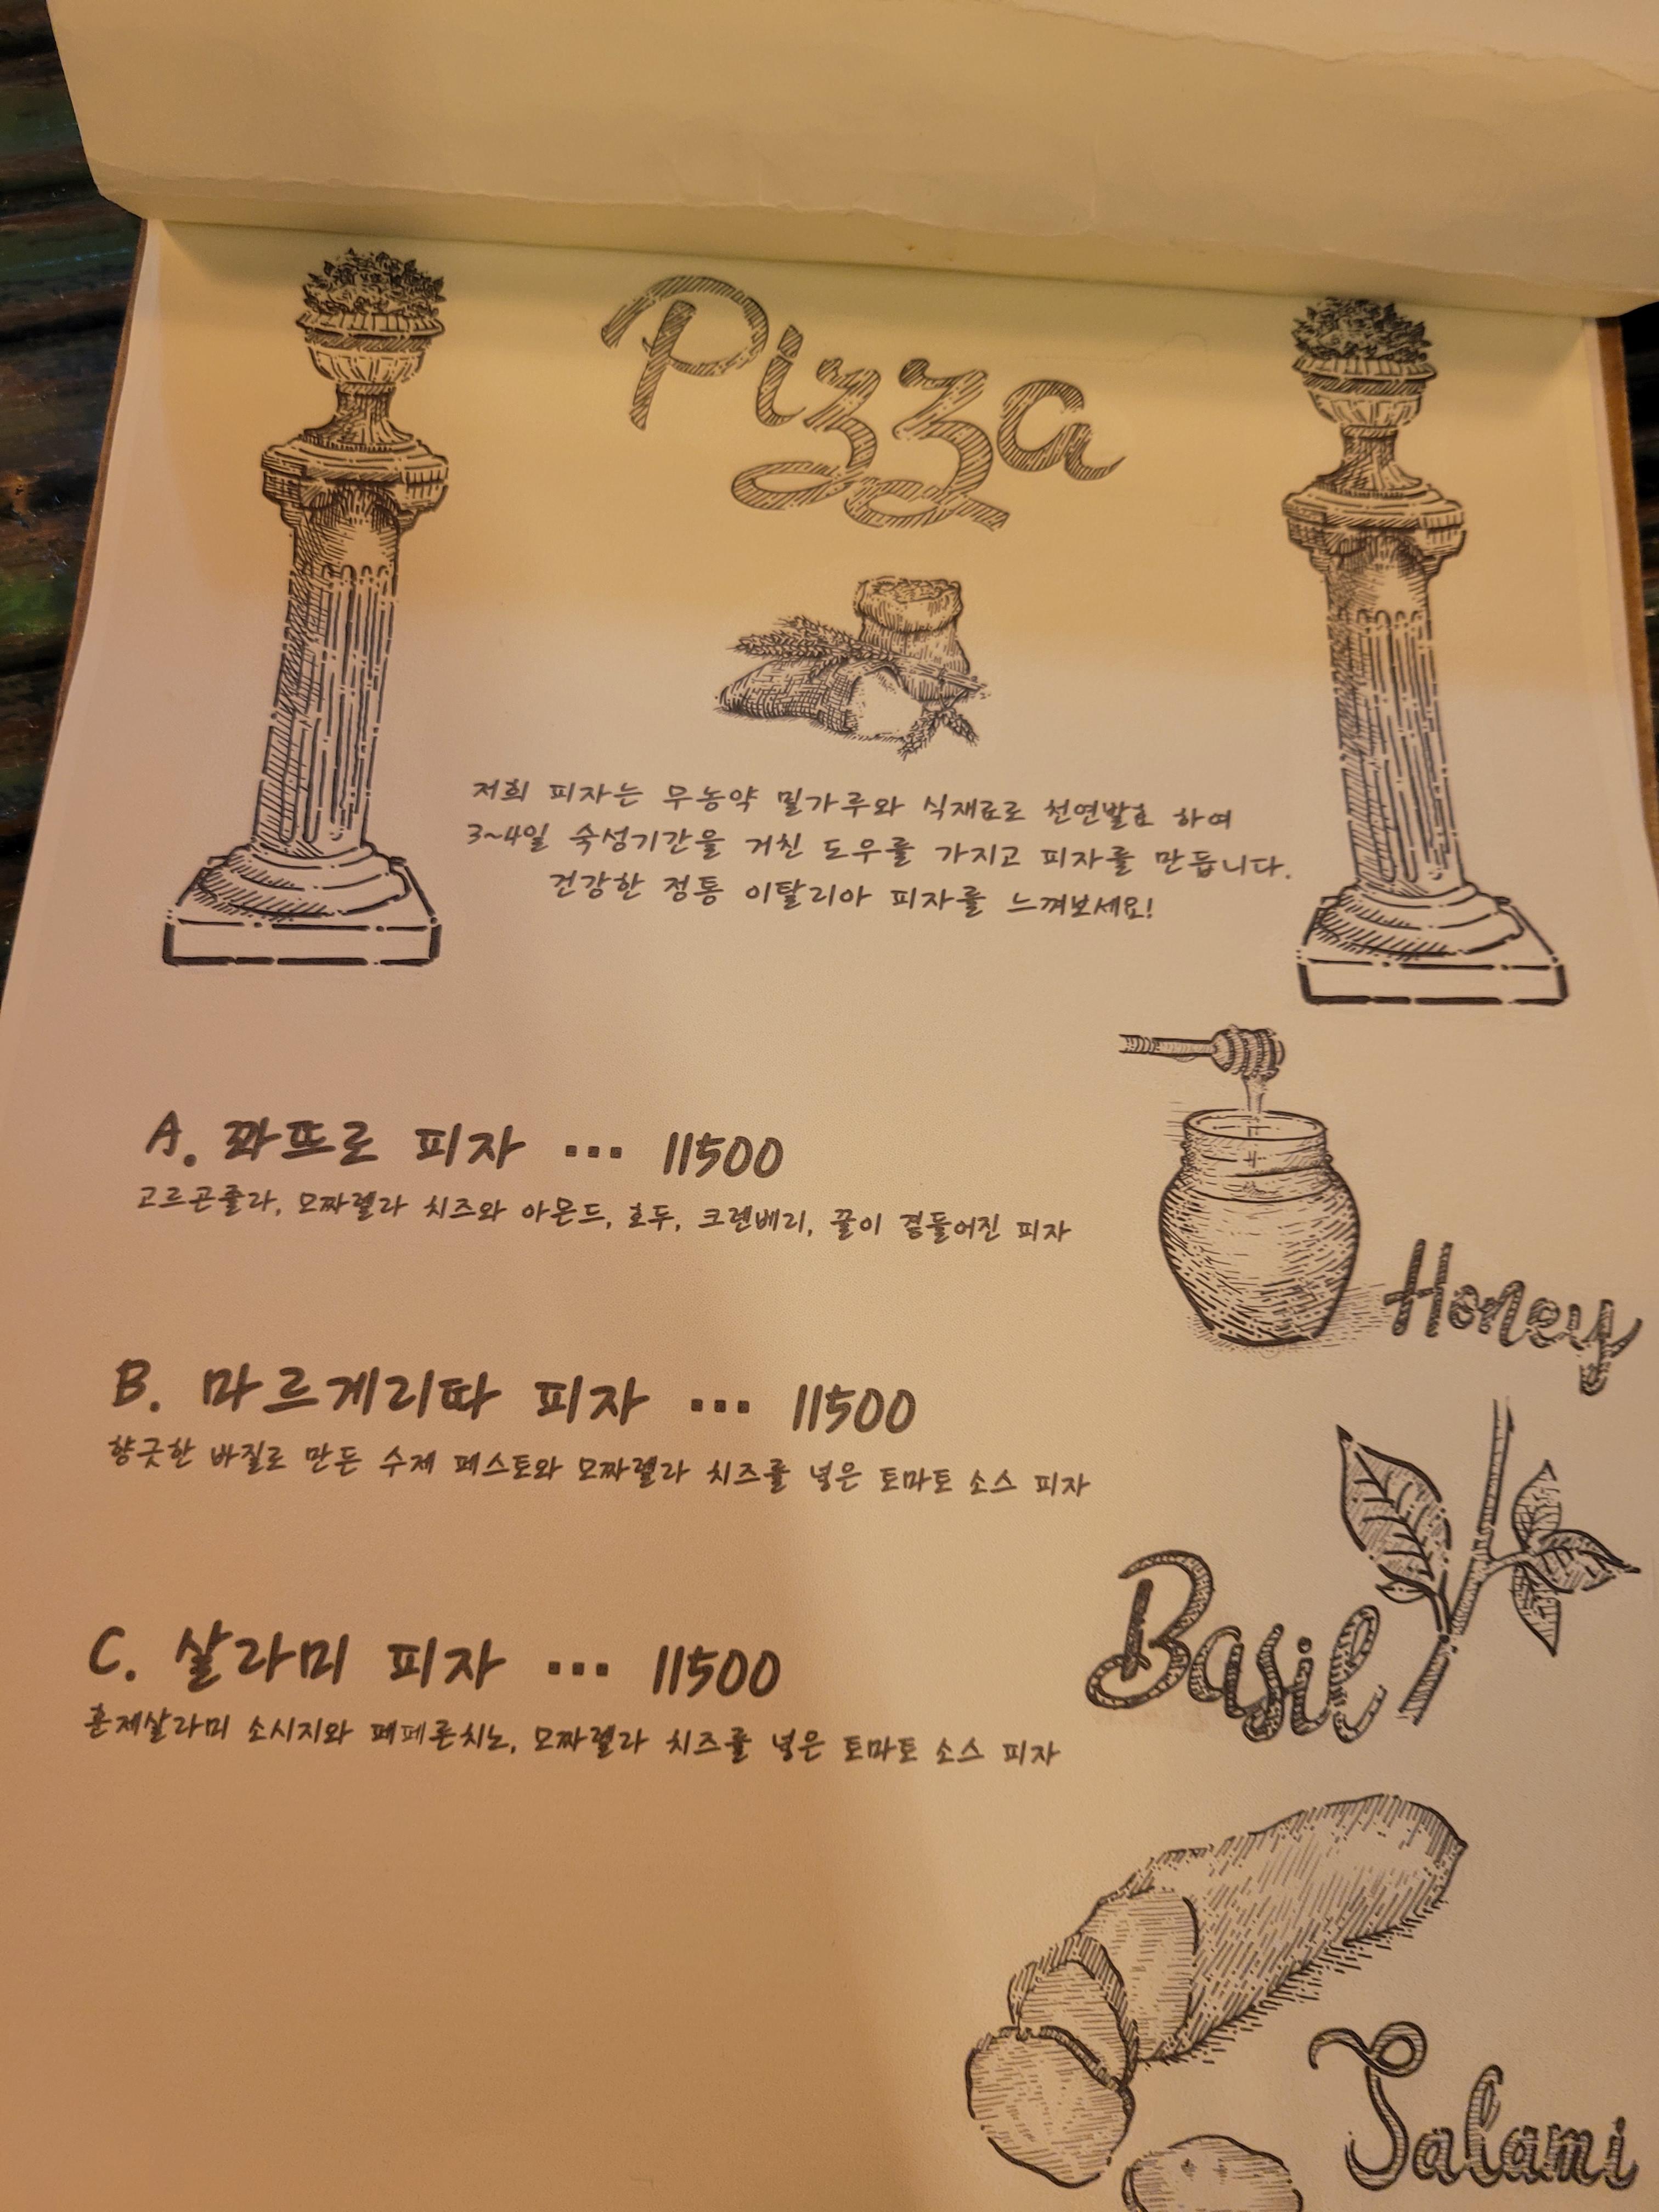 Pizza
저희 피자는 무농약 밀가루와 식재료로 천연발효 하여
3~4일 숙성기간을 거친 도우를 가지고 피자를 만듭니다.
건강한 정통 이탈리아 피자를 느껴보세요!
A. 꽈뜨로 피자 ... 11500
고르곤졸라, 모짜렐라 치즈와 아몬드, 호두, 크렌베리, 꿀이 곁들어진 피자
Honey
B. 마르게리따 피자 ... 11500
향긋한 바질로 만든 수제 페스토와 모짜렐라 치즈를 넣은 토마토 소스 피자
Basil
C. 살라미 피자 ... 11500
훈제살라미 소시지와 페페론치노, 모짜렐라 치즈를 넣은 토마토 소스 피자
Salami